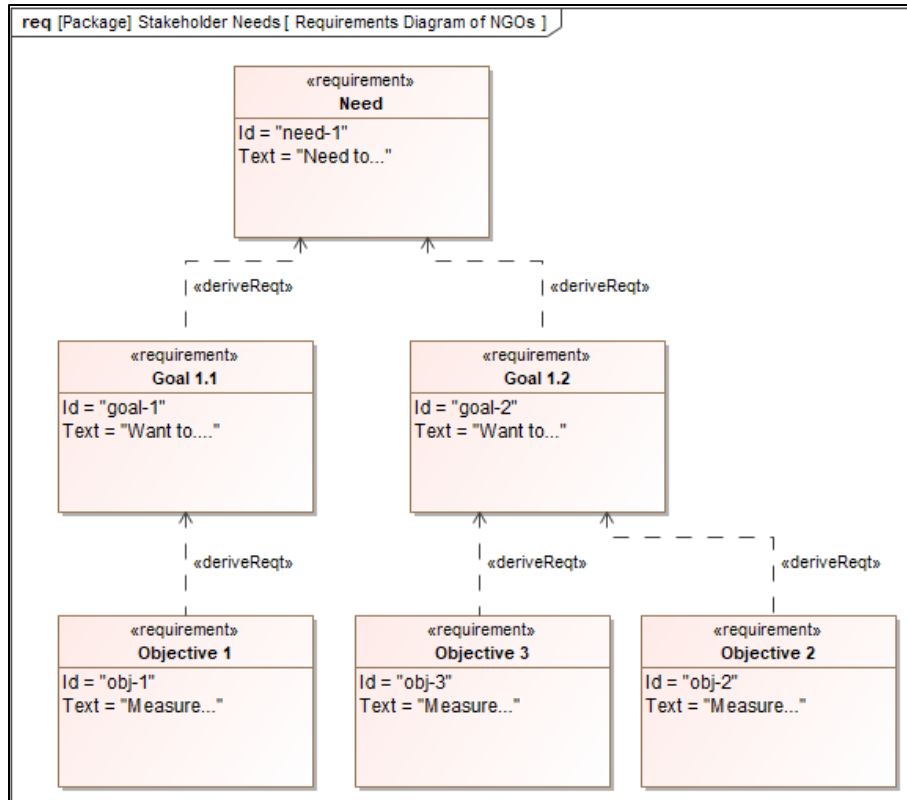 req [Package] Stakeholder Needs [ Requirements Diagram of NGOs ]
«requirement»
Need
Id = "need-1"
Text = "Need to..."
«deriveReqt»
«deriveReqt»
«requirement»
Goal 1.1
Id = "goal-1"
Text = "Want to...."
«requirement»
Goal 1.2
Id = "goal-2"
Text = "Want to..."
«deriveReqt»
«deriveReqt»
«deriveReqt»
«requirement»
Objective 1
Id = "obj-1"
Text = "Measure..."
«requirement»
Objective 3
Id = "obj-3"
Text = "Measure..."
«requirement»
Objective 2
Id = "obj-2"
Text = "Measure..."